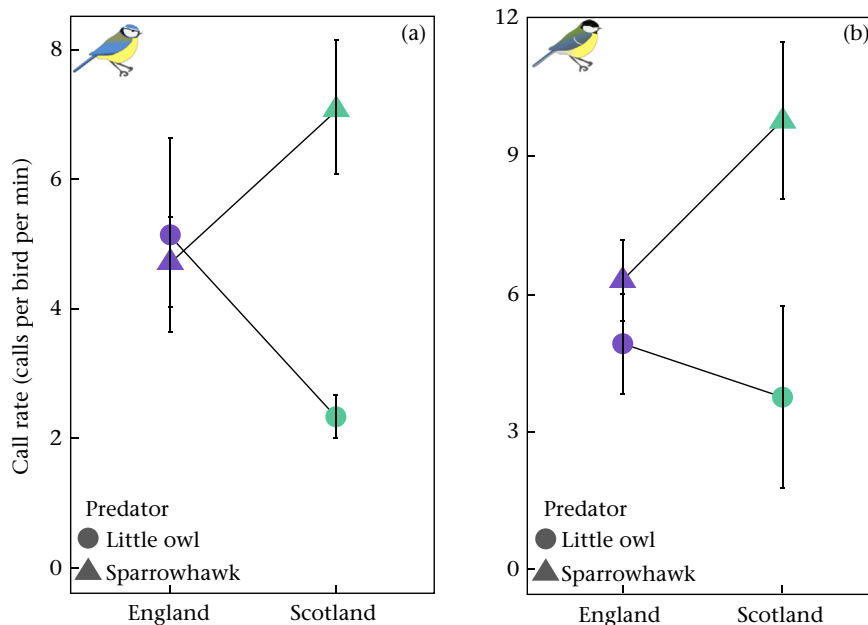 (a)
8
6
4
2
0
Call rate (calls per bird per min)
Predator
Little owl
Sparrowhawk
England
Scotland
(b)
12
9
6
3
0
Predator
Little owl
Sparrowhawk
England
Scotland